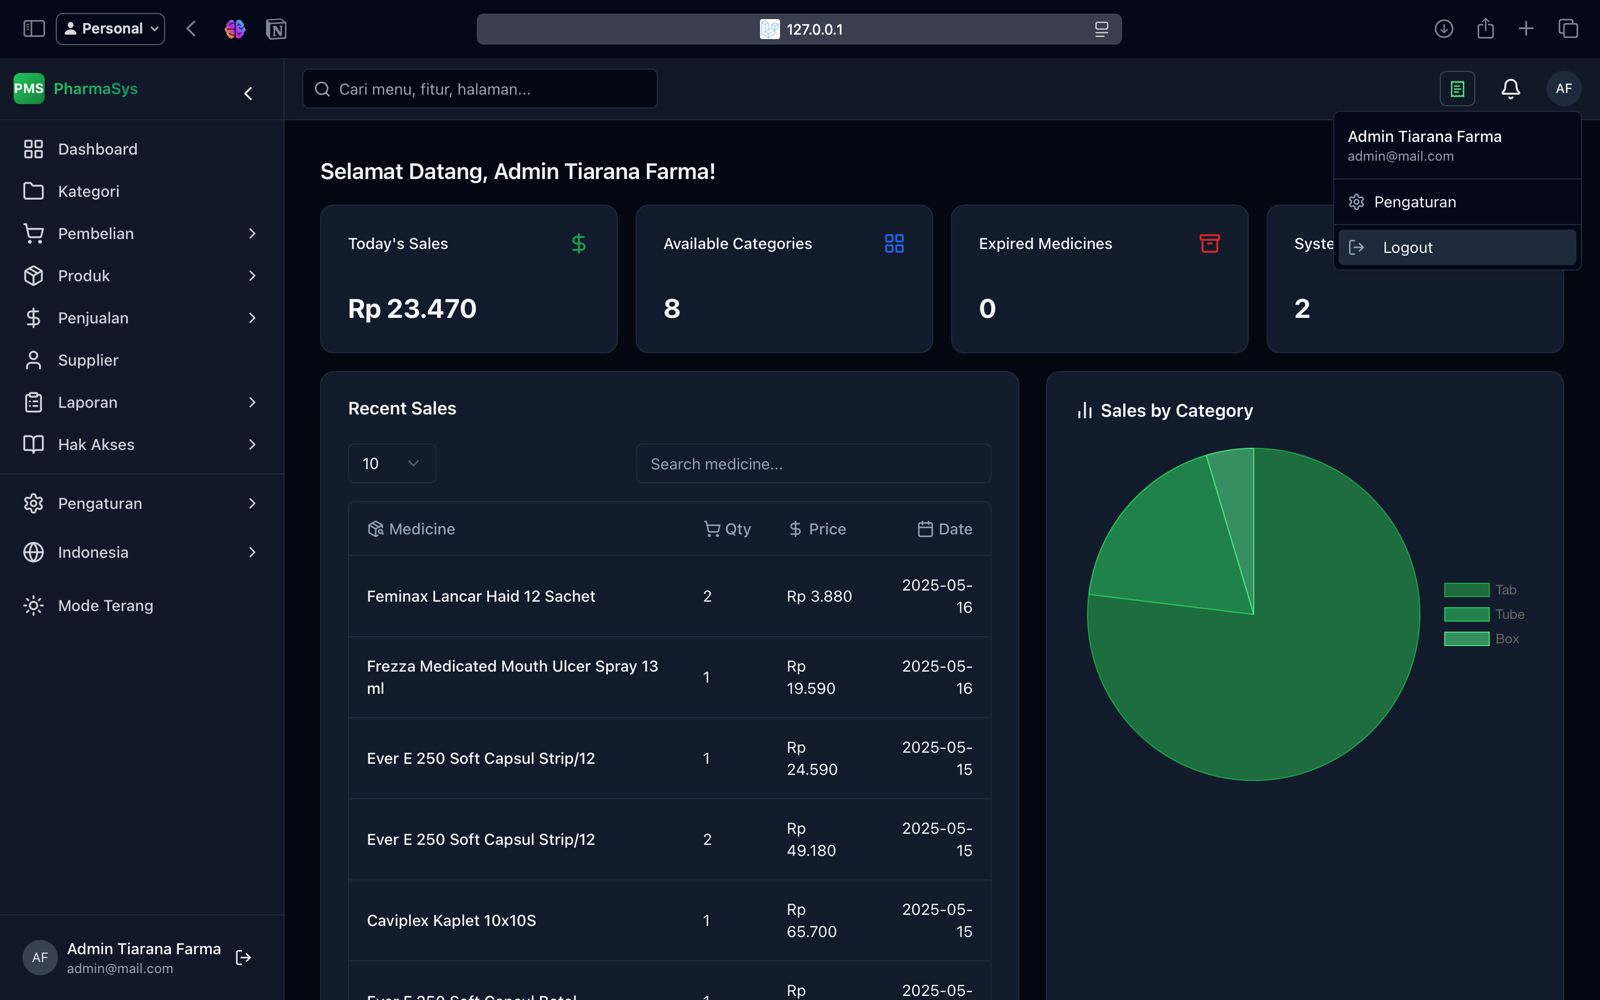 Personal
127.0.0.1
PMS PharmaSys
Cari menu, fitur, halaman...
AF
Admin Tiarana Farma
admin@mail.com
Pengaturan
Logout
Dashboard
Kategori
Pembelian
Produk
Penjualan
Supplier
Laporan
Hak Akses
Pengaturan
Indonesia
Mode Terang
AF
Admin Tiarana Farma
admin@mail.com
Selamat Datang, Admin Tiarana Farma!
Today's Sales
Rp 23.470
Available Categories
8
Expired Medicines
0
Syste
2
Recent Sales
10
Search medicine...
Medicine Qty Price Date
Feminax Lancar Haid 12 Sachet 2 Rp 3.880 2025-05-
16
Frezza Medicated Mouth Ulcer Spray 13 1 Rp 2025-05-
ml 19.590 16
Ever E 250 Soft Capsul Strip/12 1 Rp 2025-05-
24.590 15
Ever E 250 Soft Capsul Strip/12 2 Rp 2025-05-
49.180 15
Caviplex Kaplet 10x10S 1 Rp 2025-05-
65.700 15
Ever E 250 Soft Capsul Botol 1 Rp 2025-05-
Sales by Category
Tab
Tube
Box